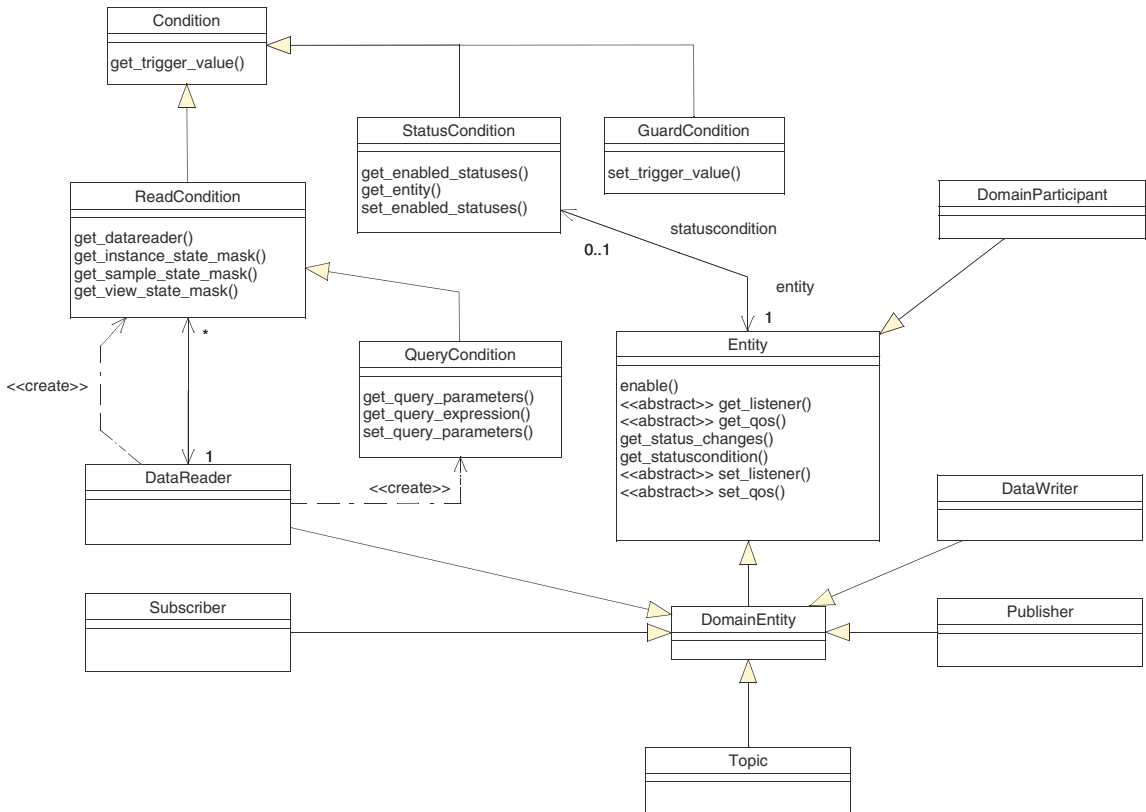 Condition
get_trigger_value()
StatusCondition
get_enabled_statuses()
get_entity()
set_enabled_statuses()
GuardCondition
set_trigger_value()
ReadCondition
get_datareader()
get_instance_state_mask()
get_sample_state_mask()
get_view_state_mask()
DomainParticipant
statuscondition
0..1
entity
1
*
<<create>>
QueryCondition
get_query_parameters()
get_query_expression()
set_query_parameters()
Entity
enable()
<<abstract>> get_listener()
<<abstract>> get_qos()
get_status_changes()
get_statuscondition()
<<abstract>> set_listener()
<<abstract>> set_qos()
1
DataReader
<<create>>
DataWriter
Subscriber
DomainEntity
Publisher
Topic